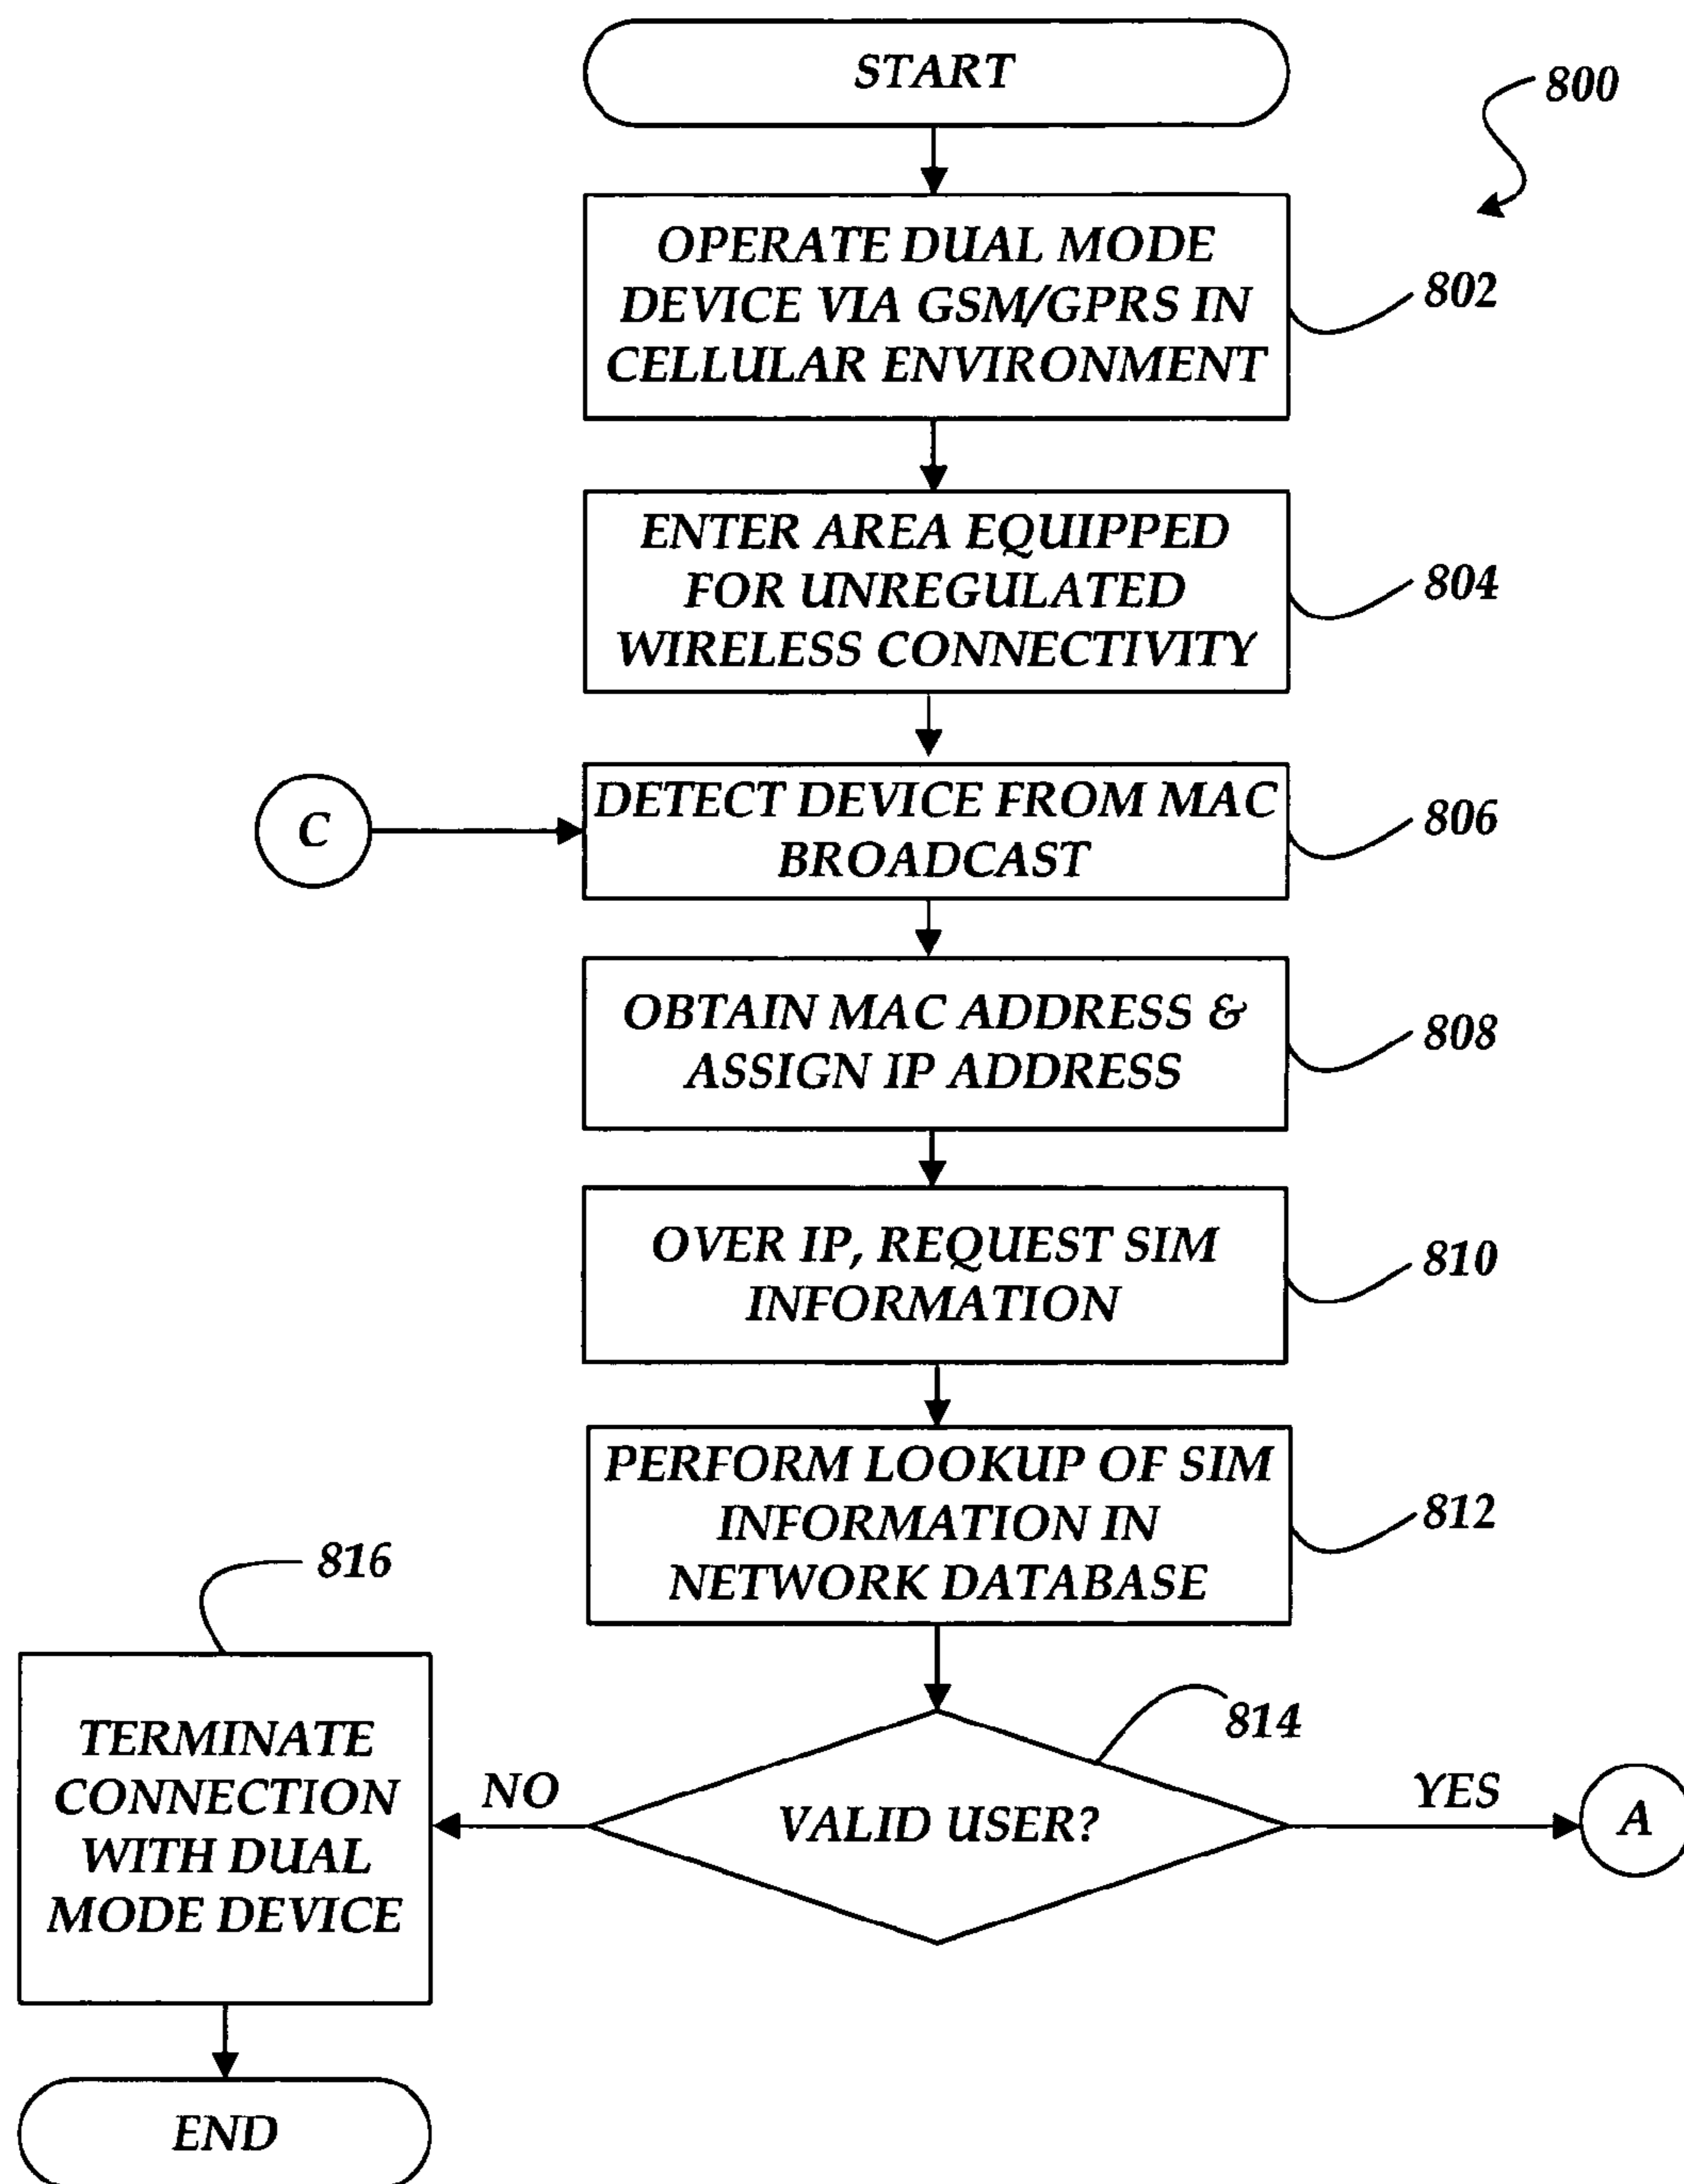 START
800
OPERATE DUAL MODE
DEVICE VIA GSM/GPRS IN
CELLULAR ENVIRONMENT
802
ENTER AREA EQUIPPED
FOR UNREGULATED
WIRELESS CONNECTIVITY
804
C
DETECT DEVICE FROM MAC
BROADCAST
806
OBTAIN MAC ADDRESS &
ASSIGN IP ADDRESS
808
OVER IP, REQUEST SIM
INFORMATION
810
PERFORM LOOKUP OF SIM
INFORMATION IN
NETWORK DATABASE
812
816
TERMINATE
CONNECTION
WITH DUAL
MODE DEVICE
NO
VALID USER?
814
YES
A
END